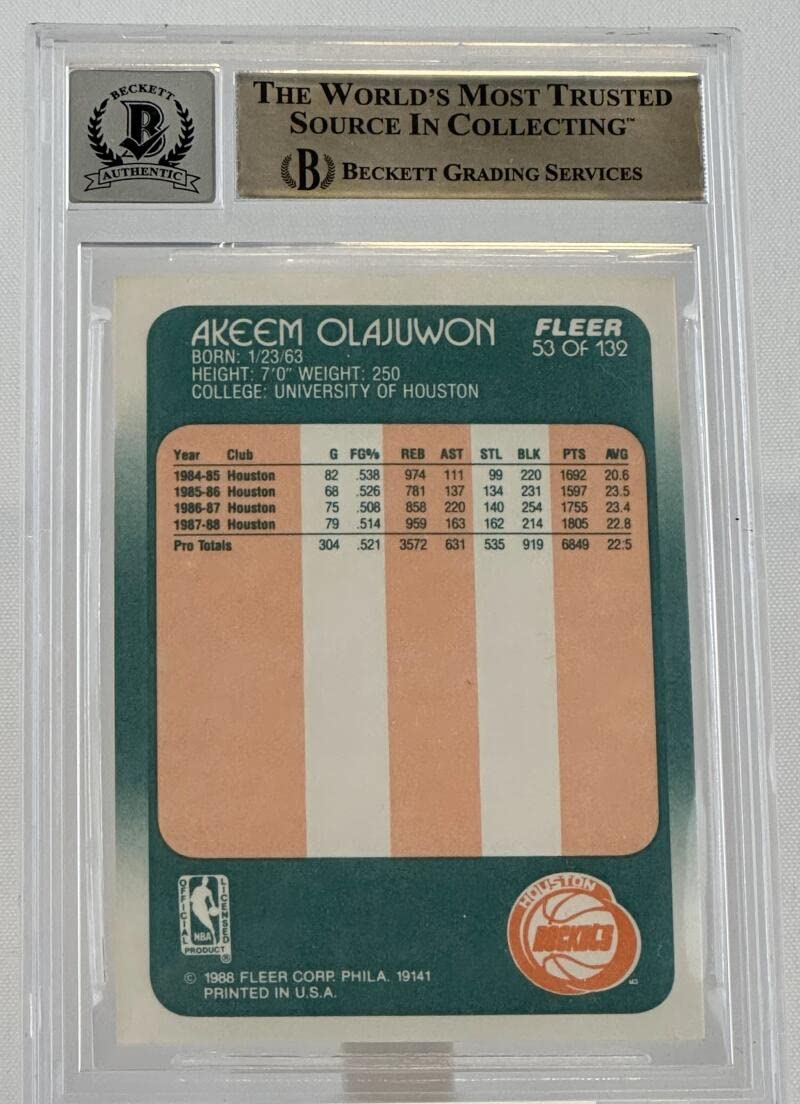 BECKETT
B
AUTHENTIC
THE WORLD'S MOST TRUSTED
SOURCE IN COLLECTING™
B BECKETT GRADING SERVICES
AKEEM OLAJUWON
BORN: 1/23/63
HEIGHT: 7'0" WEIGHT: 250
COLLEGE: UNIVERSITY OF HOUSTON
FLEER
53 OF 132
Year Club G FG% REB AST STL BLK PTS AVG
1984-85 Houston 82 .538 974 111 99 220 1692 20.6
1985-86 Houston 68 .526 781 137 134 231 1597 23.5
1986-87 Houston 75 .508 858 220 140 254 1755 23.4
1987-88 Houston 79 .514 959 163 162 214 1805 22.8
Pro Totals 304 .521 3572 631 535 919 6849 22.5
OFFICIAL
LICENSED
NBA
PRODUCT ®
© 1988 FLEER CORP. PHILA. 19141
PRINTED IN U.S.A.
HOUSTON
ROCKETS